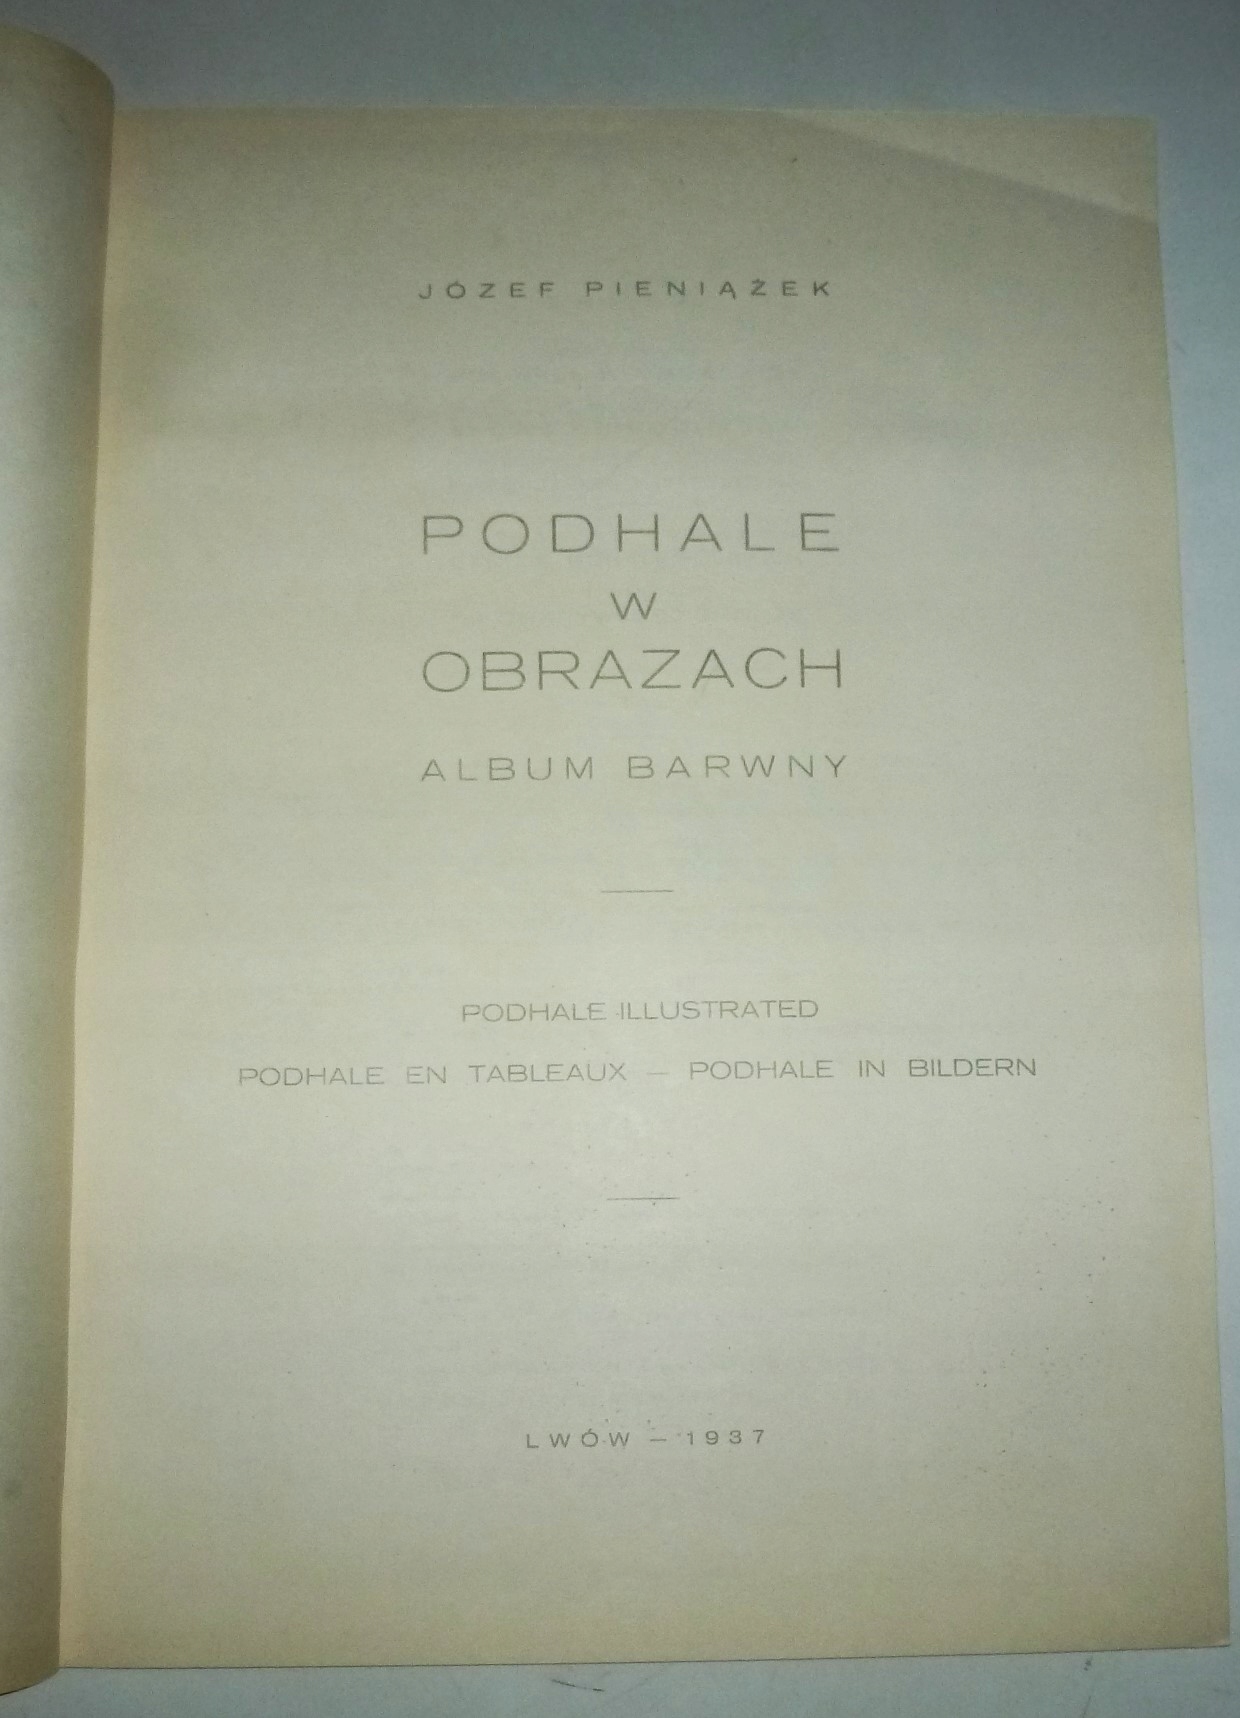 JÓZEF PIENIĄŻEK
PODHALE
W
OBRAZACH
ALBUM BARWNY
PODHALE ILLUSTRATED
PODHALE EN TABLEAUX — PODHALE IN BILDERN
LWÓW — 1937